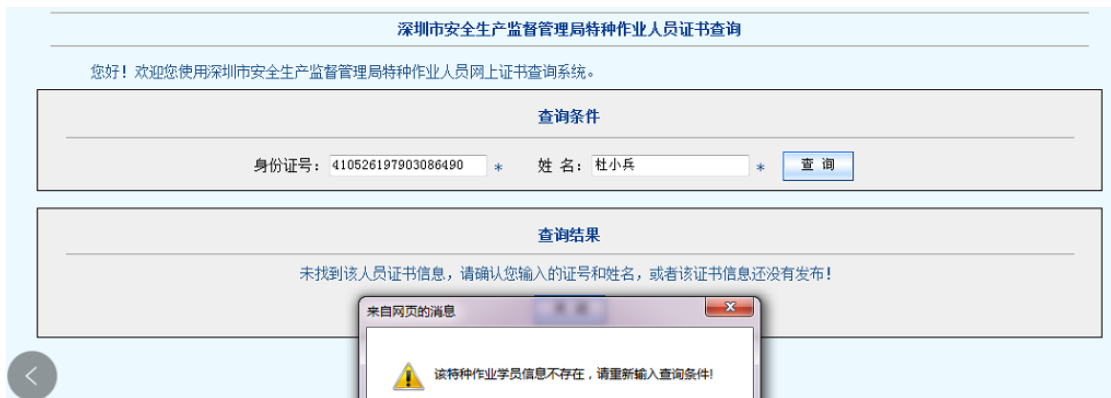 深圳市安全生产监督管理局特种作业人员证书查询
您好！欢迎您使用深圳市安全生产监督管理局特种作业人员网上证书查询系统。
查询条件
身份证号： 410526197903086490 * 姓 名： 杜小兵 * 查 询
查询结果
未找到该人员证书信息，请确认您输入的证号和姓名，或者该证书信息还没有发布！
来自网页的消息
该特种作业学员信息不存在，请重新输入查询条件!